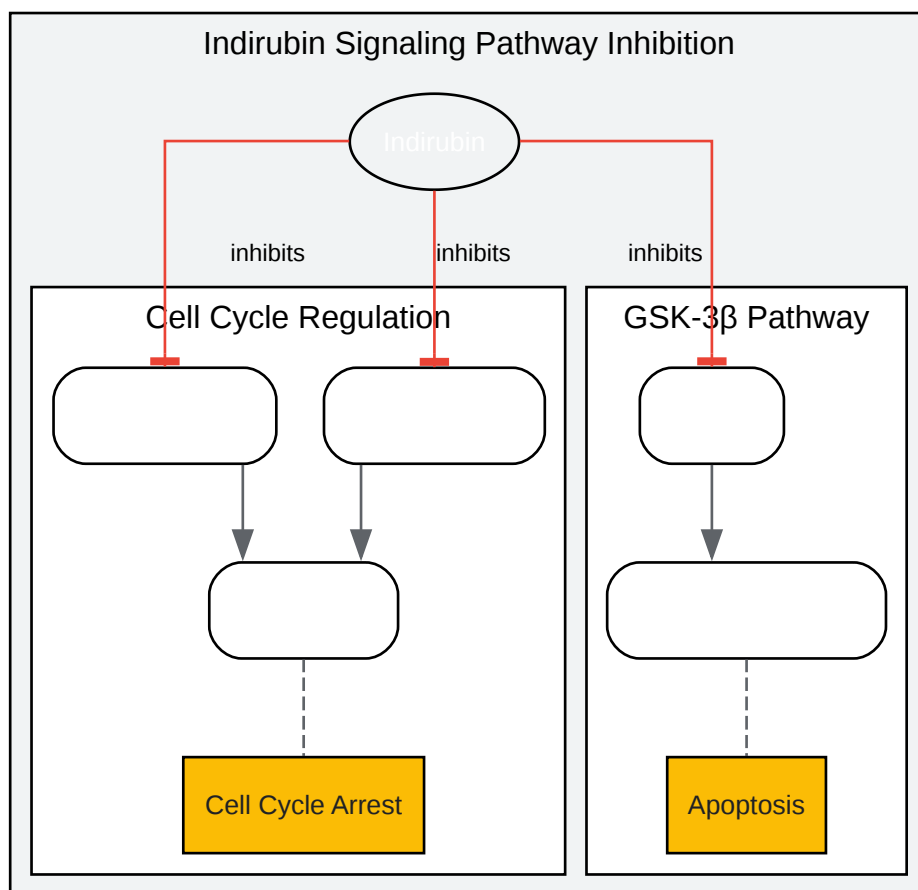 Indirubin Signaling Pathway Inhibition
Indirubin
inhibits
inhibits
inhibits
Cell Cycle Regulation
GSK-3β Pathway
Cell Cycle Arrest
Apoptosis